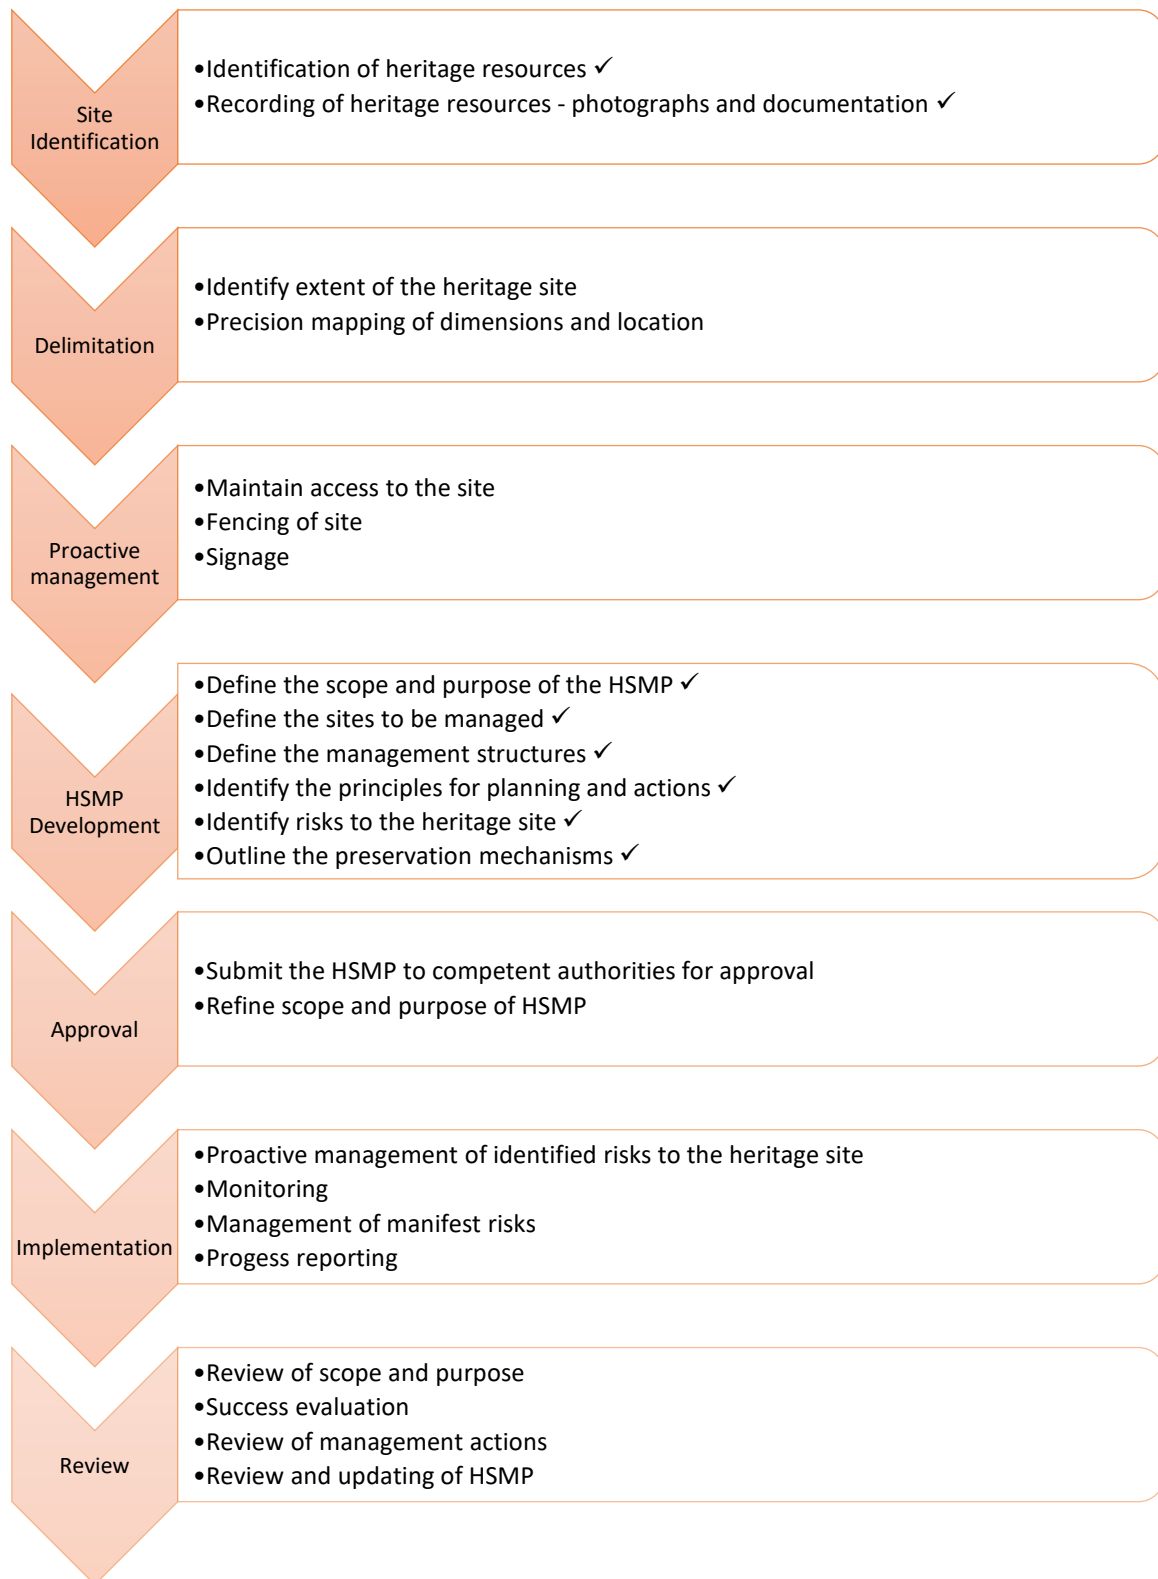 Site
Identification
•Identification of heritage resources ✓
•Recording of heritage resources - photographs and documentation ✓
Delimitation
•Identify extent of the heritage site
•Precision mapping of dimensions and location
Proactive
management
•Maintain access to the site
•Fencing of site
•Signage
HSMP
Development
•Define the scope and purpose of the HSMP ✓
•Define the sites to be managed ✓
•Define the management structures ✓
•Identify the principles for planning and actions ✓
•Identify risks to the heritage site ✓
•Outline the preservation mechanisms ✓
Approval
•Submit the HSMP to competent authorities for approval
•Refine scope and purpose of HSMP
Implementation
•Proactive management of identified risks to the heritage site
•Monitoring
•Management of manifest risks
•Progess reporting
Review
•Review of scope and purpose
•Success evaluation
•Review of management actions
•Review and updating of HSMP